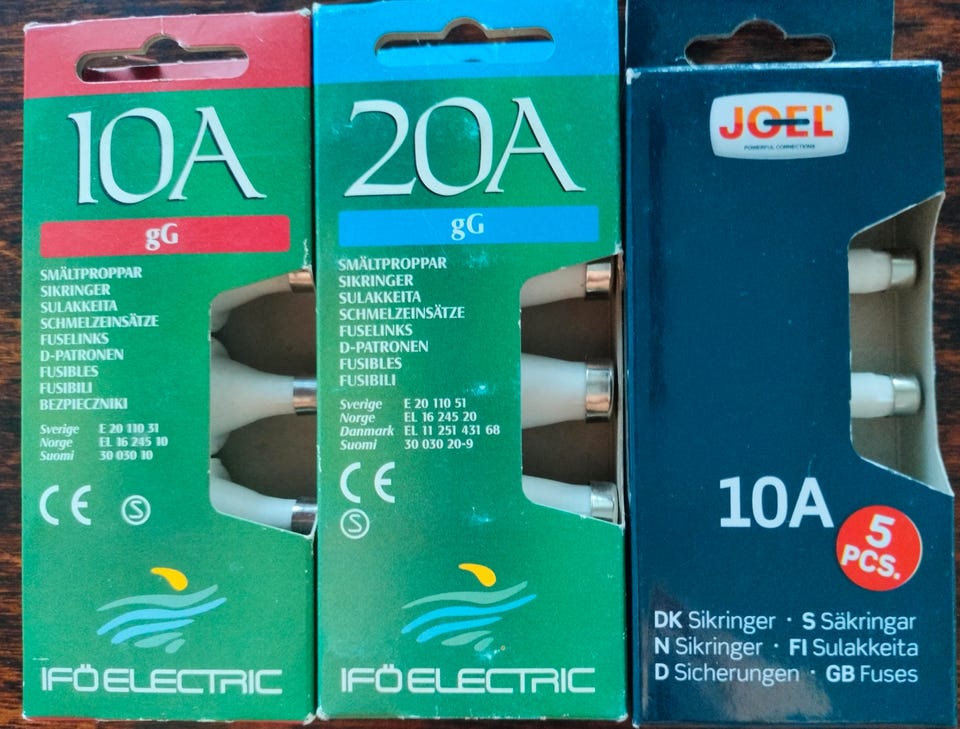 10A
gG
SMÄLTPROPPAR
SIKRINGER
SULAKKEITA
SCHMELZEINSÄTZE
FUSELINKS
D-PATRONEN
FUSIBLES
FUSIBILI
BEZPIECZNIKI
Sverige E 20 110 31
Norge EL 16 245 10
Suomi 30 030 10
CE S
IFÖ ELECTRIC
20A
gG
SMÄLTPROPPAR
SIKRINGER
SULAKKEITA
SCHMELZEINSÄTZE
FUSELINKS
D-PATRONEN
FUSIBLES
FUSIBILI
Sverige E 20 110 51
Norge EL 16 245 20
Danmark EL 11 251 431 68
Suomi 30 030 20-9
CE
S
IFÖ ELECTRIC
JOEL®
POWERFUL CONNECTIONS
10A
5
PCS.
DK Sikringer · S Säkringar
N Sikringer · FI Sulakkeita
D Sicherungen · GB Fuses